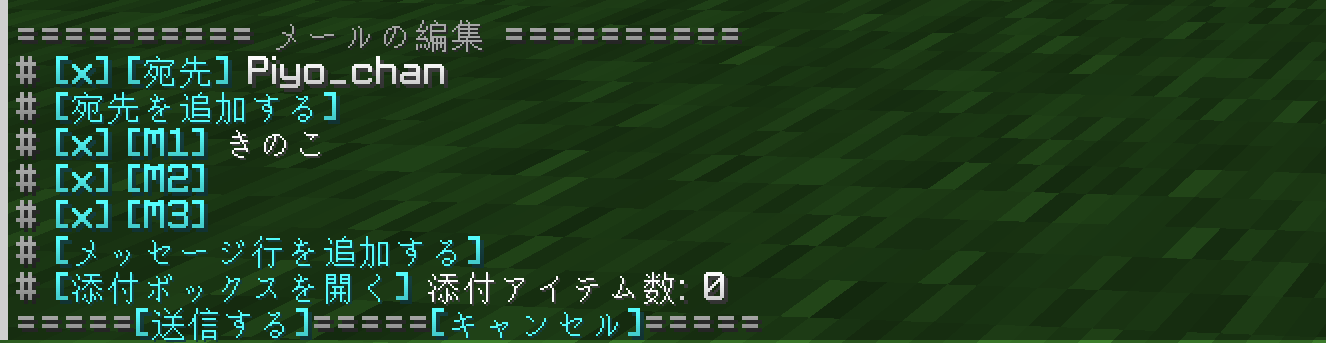 ========== メールの編集 ==========
# [x] [宛先] Piyo_chan
# [宛先を追加する]
# [x] [M1] きのこ
# [x] [M2]
# [x] [M3]
# [メッセージ行を追加する]
# [添付ボックスを開く] 添付アイテム数: 0
=====[送信する]=====[キャンセル]=====